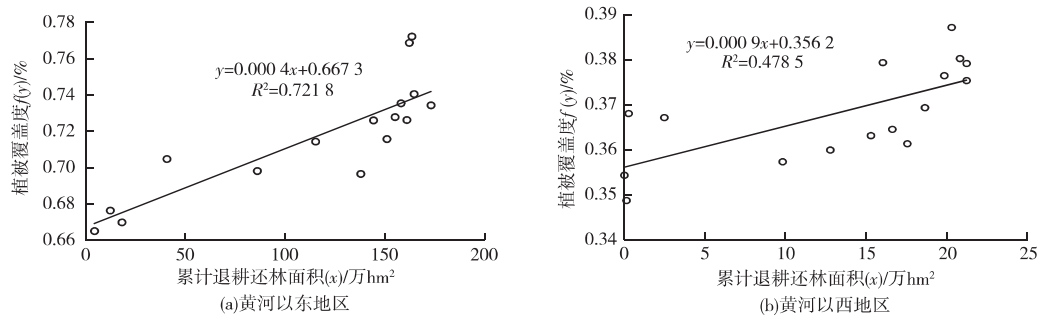 0.78
0.76
0.74
0.72
0.70
0.68
0.66
植被覆盖度f(y)/%
y=0.000 4x+0.667 3
R²=0.721 8
0 50 100 150 200
累计退耕还林面积(x)/万hm²
(a)黄河以东地区
0.39
0.38
0.37
0.36
0.35
0.34
植被覆盖度f(y)/%
y=0.000 9x+0.356 2
R²=0.478 5
0 5 10 15 20 25
累计退耕还林面积(x)/万hm²
(b)黄河以西地区